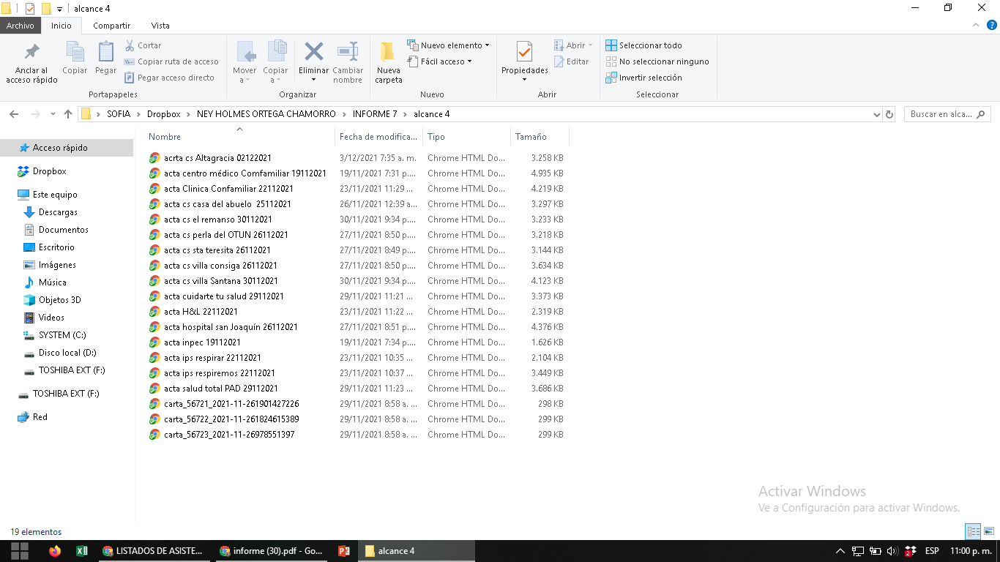 alcance 4
Archivo Inicio Compartir Vista
Anclar al acceso rápido
Copiar
Pegar
Cortar
Copiar ruta de acceso
Pegar acceso directo
Portapapeles
Mover a
Copiar a
Eliminar
Cambiar nombre
Organizar
Nueva carpeta
Nuevo elemento
Fácil acceso
Nuevo
Propiedades
Abrir
Editar
Abrir
Seleccionar todo
No seleccionar ninguno
Invertir selección
Seleccionar
SOFIA > Dropbox > NEY HOLMES ORTEGA CHAMORRO > INFORME 7 > alcance 4
Buscar en alca...
Acceso rápido
Dropbox
Este equipo
Descargas
Documentos
Escritorio
Imágenes
Música
Objetos 3D
Videos
SYSTEM (C:)
Disco local (D:)
TOSHIBA EXT (F:)
TOSHIBA EXT (F:)
Red
Nombre Fecha de modifica... Tipo Tamaño
acrta cs Altagracia 02122021 3/12/2021 7:35 a. m. Chrome HTML Do... 3.258 KB
acta centro médico Comfamiliar 19112021 19/11/2021 7:31 p.... Chrome HTML Do... 4.935 KB
acta Clinica Confamiliar 22112021 23/11/2021 11:29 ... Chrome HTML Do... 4.219 KB
acta cs casa del abuelo  25112021 26/11/2021 12:39 a... Chrome HTML Do... 3.297 KB
acta cs el remanso 30112021 30/11/2021 9:34 p.... Chrome HTML Do... 3.233 KB
acta cs perla del OTUN 26112021 27/11/2021 8:50 p.... Chrome HTML Do... 3.218 KB
acta cs sta teresita 26112021 27/11/2021 8:49 p.... Chrome HTML Do... 3.144 KB
acta cs villa consiga 26112021 27/11/2021 8:50 p.... Chrome HTML Do... 3.634 KB
acta cs villa Santana 30112021 30/11/2021 9:34 p.... Chrome HTML Do... 4.123 KB
acta cuidarte tu salud 29112021 29/11/2021 11:21 ... Chrome HTML Do... 3.373 KB
acta H&L 22112021 23/11/2021 11:22 ... Chrome HTML Do... 2.319 KB
acta hospital san Joaquín 26112021 27/11/2021 8:51 p.... Chrome HTML Do... 4.376 KB
acta inpec 19112021 19/11/2021 7:34 p.... Chrome HTML Do... 1.626 KB
acta ips respirar 22112021 23/11/2021 10:35 ... Chrome HTML Do... 2.104 KB
acta ips respiremos 22112021 23/11/2021 10:37 ... Chrome HTML Do... 3.449 KB
acta salud total PAD 29112021 29/11/2021 11:23 ... Chrome HTML Do... 3.686 KB
carta_56721_2021-11-261901427226 29/11/2021 8:58 a. ... Chrome HTML Do... 298 KB
carta_56722_2021-11-261824615389 29/11/2021 8:58 a. ... Chrome HTML Do... 299 KB
carta_56723_2021-11-26978551397 29/11/2021 8:58 a. ... Chrome HTML Do... 299 KB
Activar Windows
Ve a Configuración para activar Windows.
19 elementos
LISTADOS DE ASISTE... informe (30).pdf - Go... alcance 4 2 ESP 11:00 p. m.